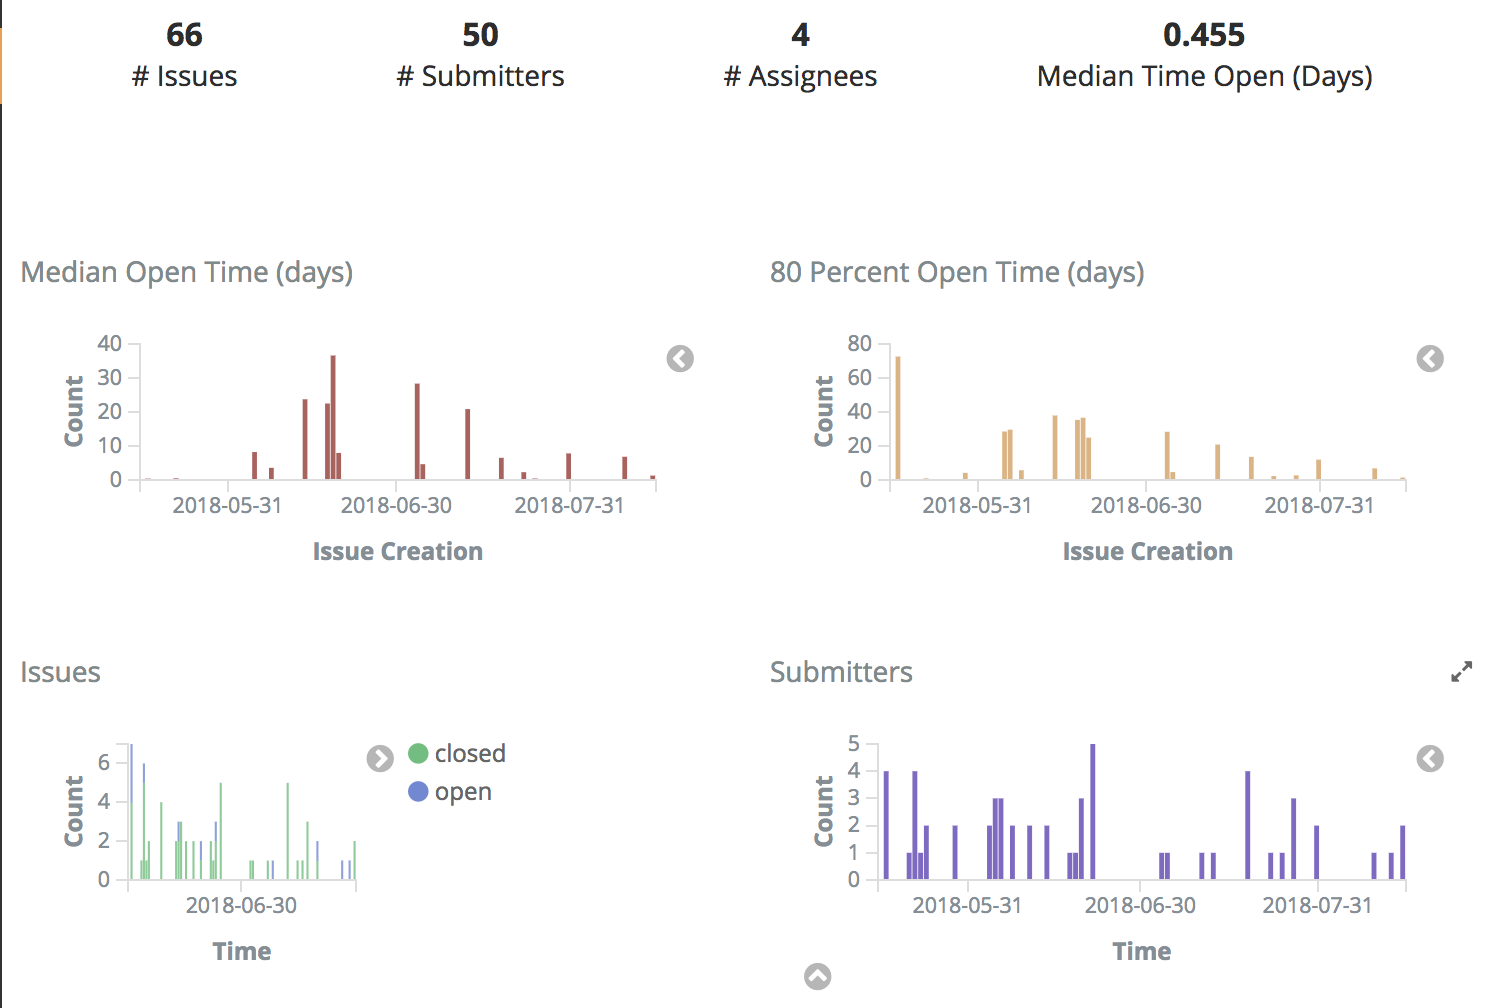 66
# Issues
50
# Submitters
4
# Assignees
0.455
Median Time Open (Days)
Median Open Time (days)
40
30
20
10
0
Count
2018-05-31
2018-06-30
2018-07-31
Issue Creation
80 Percent Open Time (days)
80
60
40
20
0
Count
2018-05-31
2018-06-30
2018-07-31
Issue Creation
Issues
6
4
2
0
Count
2018-06-30
Time
closed
open
Submitters
5
4
3
2
1
0
Count
2018-05-31
2018-06-30
2018-07-31
Time